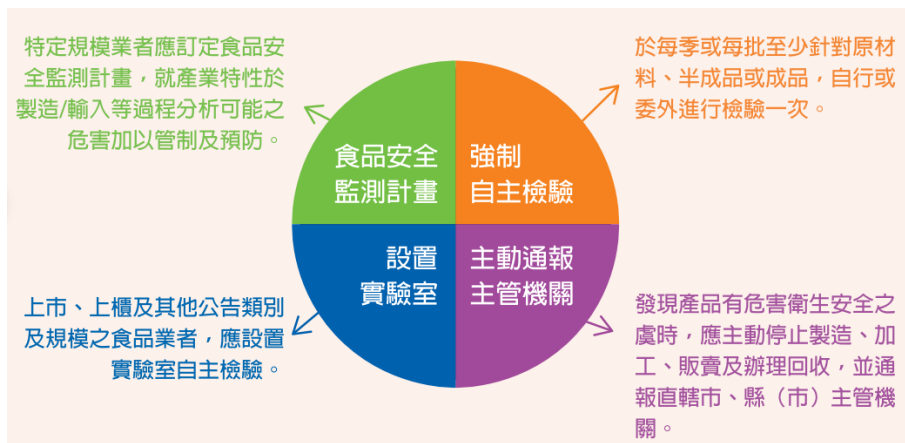 特定規模業者應訂定食品安
全監測計畫，就產業特性於
製造/輸入等過程分析可能之
危害加以管制及預防。
食品安全
監測計畫
強制
自主檢驗
於每季或每批至少針對原材
料、半成品或成品，自行或
委外進行檢驗一次。
設置
實驗室
主動通報
主管機關
上市、上櫃及其他公告類別
及規模之食品業者，應設置
實驗室自主檢驗。
發現產品有危害衛生安全之
虞時，應主動停止製造、加
工、販賣及辦理回收，並通
報直轄市、縣（市）主管機
關。